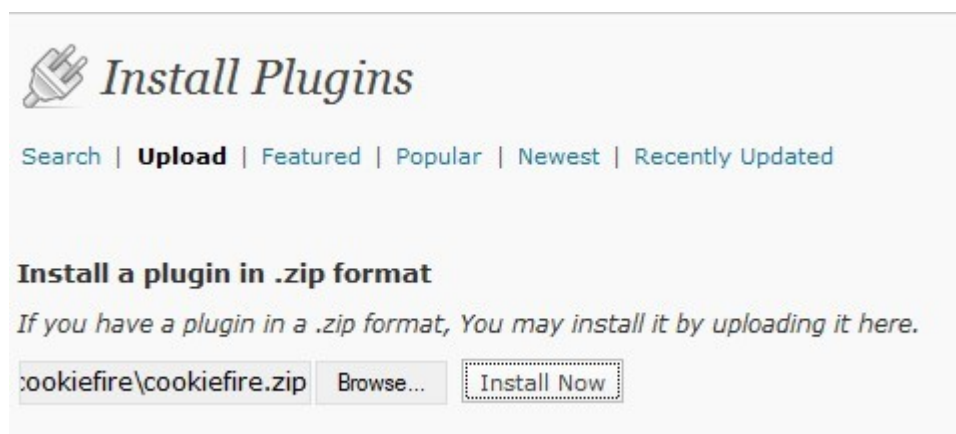 Install Plugins
Search | Upload | Featured | Popular | Newest | Recently Updated
Install a plugin in .zip format
If you have a plugin in a .zip format, You may install it by uploading it here.
:ookiefire\cookiefire.zip Browse... Install Now